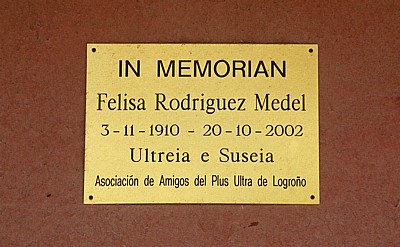 IN MEMORIAN
Felisa Rodriguez Medel
3-11-1910 - 20-10-2002
Ultreia e Suseia
Asociación de Amigos del Plus Ultra de Logroño